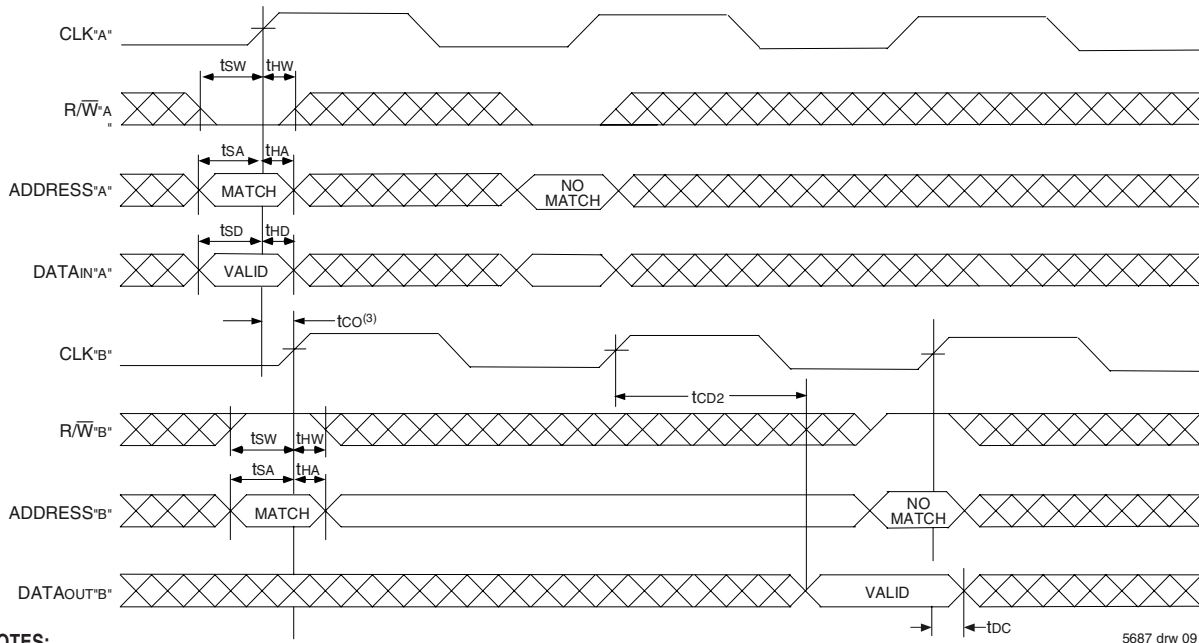 CLK"A"
tSW tHW
R/W"A
"
tSA tHA
ADDRESS"A" MATCH NO MATCH
tSD tHD
DATAIN"A" VALID
tCO(3)
CLK"B"
tCD2
R/W"B"
tSW tHW
tSA tHA
ADDRESS"B" MATCH NO MATCH
DATAOUT"B" VALID
tDC
NOTES:
5687 drw 09